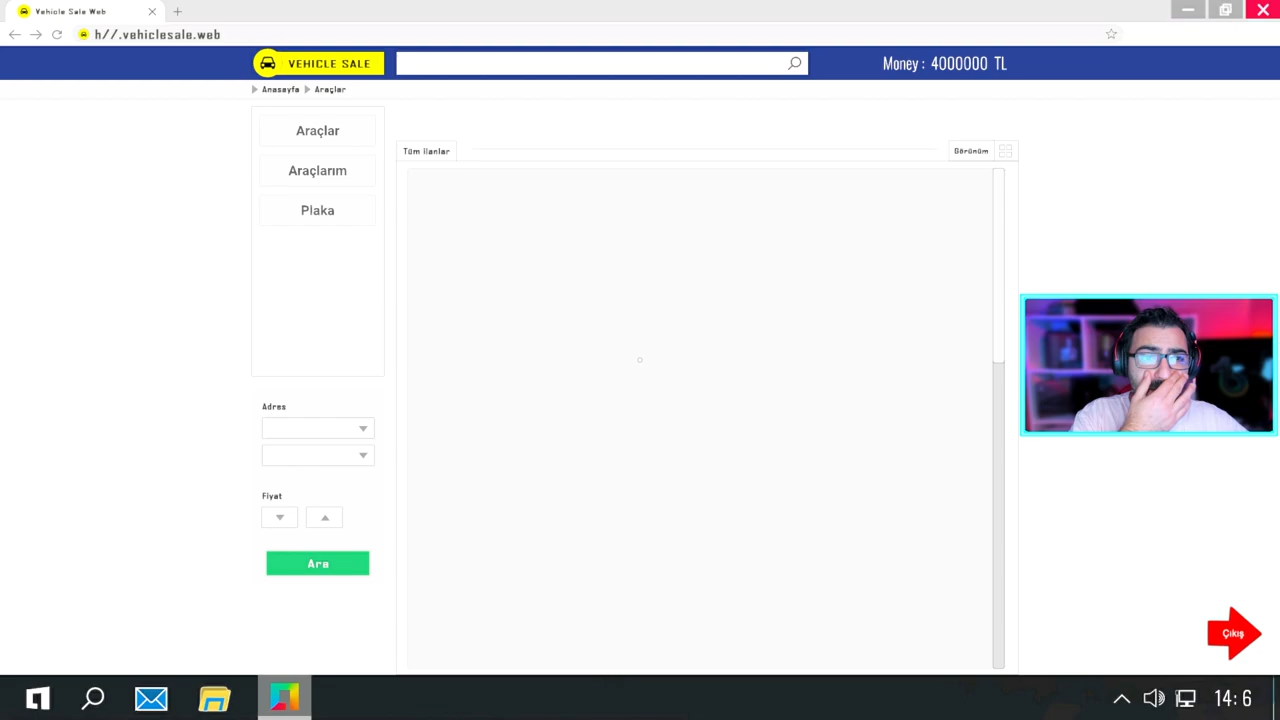 Vehicle Sale Web
h//.vehiclesale.web
VEHICLE SALE
Money : 4000000 TL
Anasayfa Araçlar
Araçlar
Araçlarım
Plaka
Tüm ilanlar
Görünüm
Adres
Fiyat
Ara
Çıkış
14:6